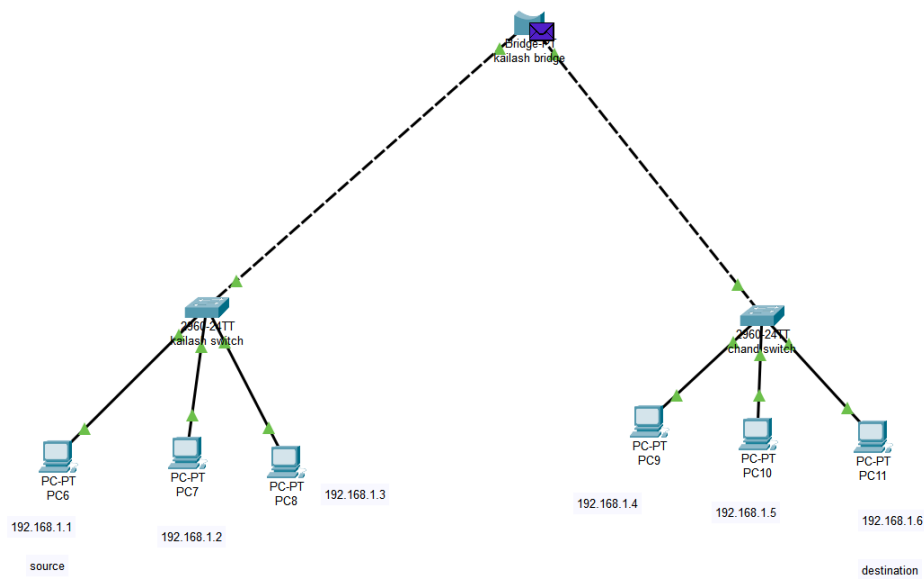 Bridge-PT
kailash bridge
2960-24TT
kailash switch
2960-24TT
chand switch
PC-PT
PC6
PC-PT
PC7
PC-PT
PC8
PC-PT
PC9
PC-PT
PC10
PC-PT
PC11
192.168.1.1
192.168.1.2
192.168.1.3
192.168.1.4
192.168.1.5
192.168.1.6
source
destination